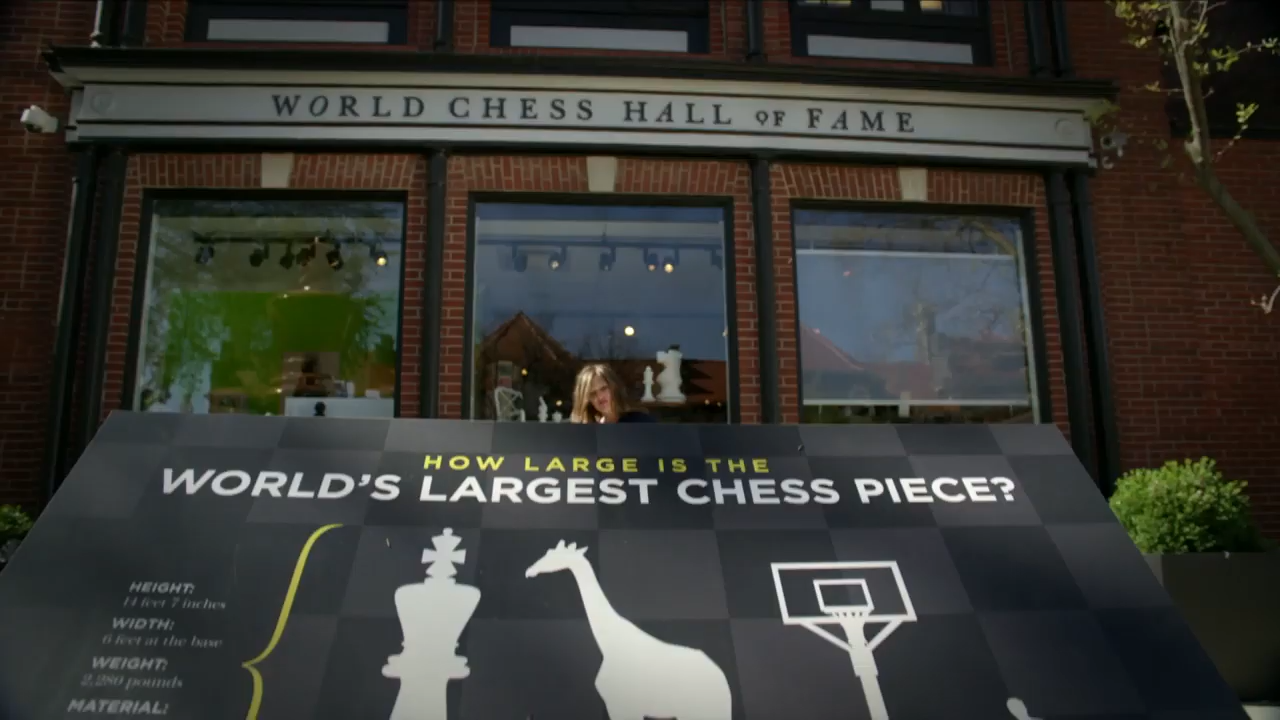 WORLD CHESS HALL OF FAME
HOW LARGE IS THE
WORLD'S LARGEST CHESS PIECE?
HEIGHT:
14 feet 7 inches
WIDTH:
6 feet at the base
WEIGHT:
2,280 pounds
MATERIAL: